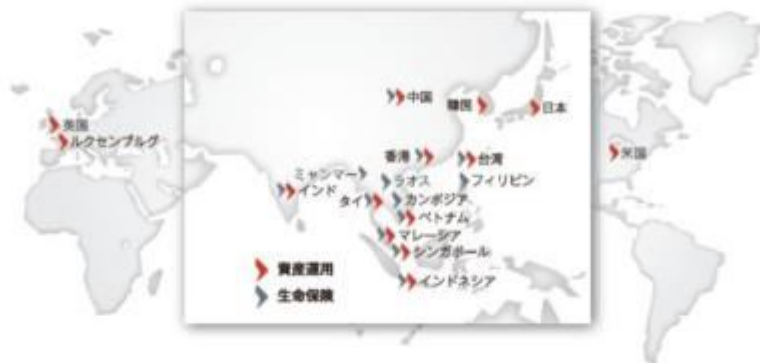 中国
韓国
日本
英国
ルクセンブルグ
香港
台湾
米国
ミャンマー
ラオス
フィリピン
インド
タイ
カンボジア
ベトナム
マレーシア
シンガポール
資産運用
インドネシア
生命保険